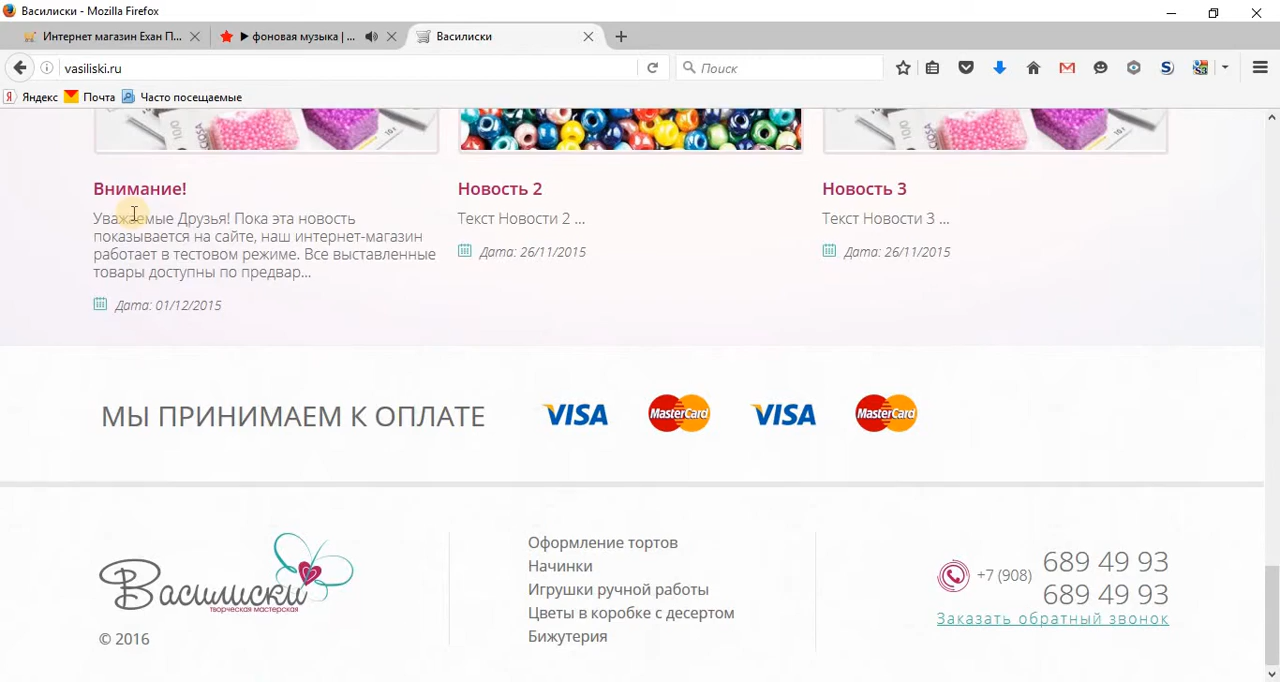 Василиски - Mozilla Firefox
Интернет магазин Ехан П...
фоновая музыка | ...
Василиски
vasiliski.ru
Поиск
Яндекс Почта Часто посещаемые
Внимание!
Уважаемые Друзья! Пока эта новость
показывается на сайте, наш интернет-магазин
работает в тестовом режиме. Все выставленные
товары доступны по предвар...
Дата: 01/12/2015
Новость 2
Текст Новости 2 ...
Дата: 26/11/2015
Новость 3
Текст Новости 3 ...
Дата: 26/11/2015
МЫ ПРИНИМАЕМ К ОПЛАТЕ
VISA MasterCard VISA MasterCard
Василиски
творческая мастерская
© 2016
Оформление тортов
Начинки
Игрушки ручной работы
Цветы в коробке с десертом
Бижутерия
+7 (908)
689 49 93
689 49 93
Заказать обратный звонок